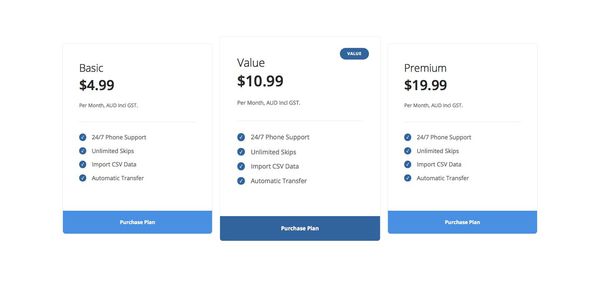 Basic
$4.99
Per Month, AUD Incl GST.
24/7 Phone Support
Unlimited Skips
Import CSV Data
Automatic Transfer
Purchase Plan
VALUE
Value
$10.99
Per Month, AUD Incl GST.
24/7 Phone Support
Unlimited Skips
Import CSV Data
Automatic Transfer
Purchase Plan
Premium
$19.99
Per Month, AUD Incl GST.
24/7 Phone Support
Unlimited Skips
Import CSV Data
Automatic Transfer
Purchase Plan